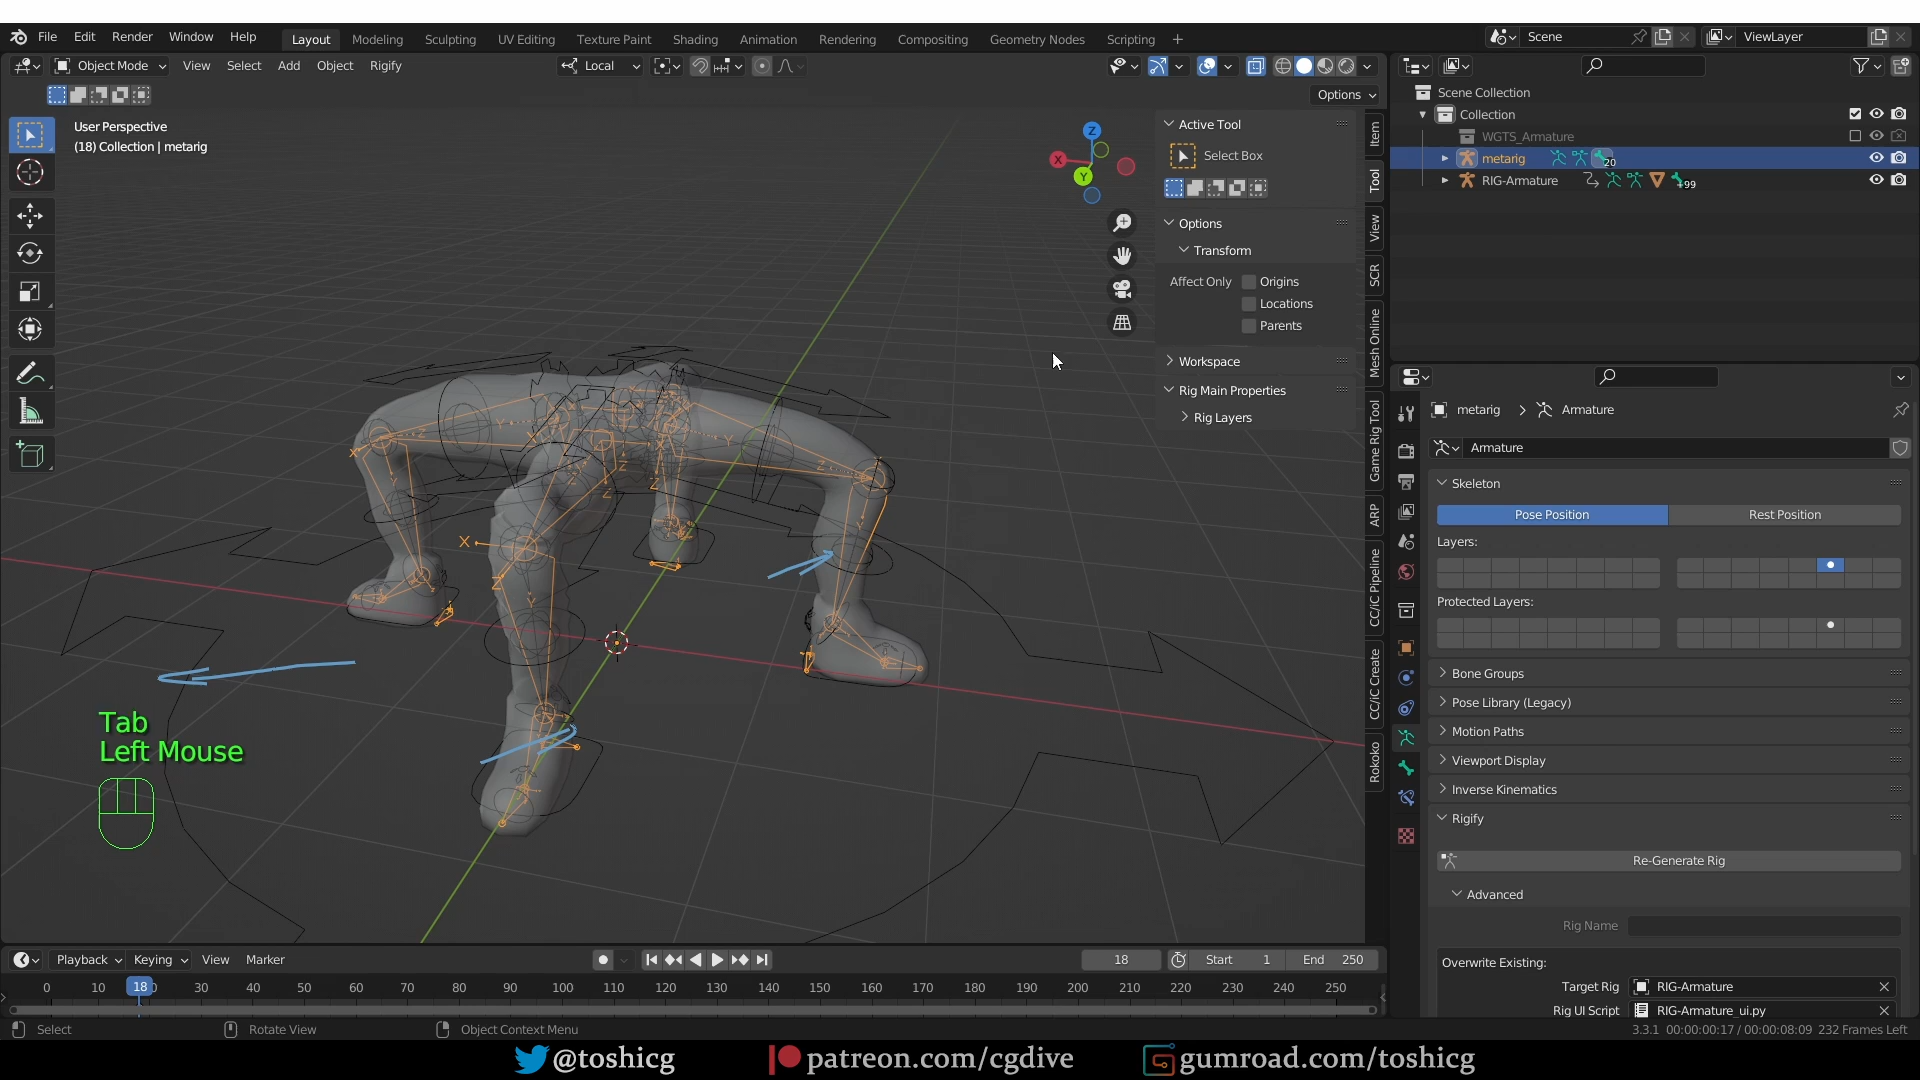 File Edit Render Window Help Layout Modeling Sculpting UV Editing Texture Paint Shading Animation Rendering Compositing Geometry Nodes Scripting + Scene ViewLayer
Object Mode View Select Add Object Rigify Local
Options
User Perspective
(18) Collection | metarig
Z
X
Y
Active Tool
Select Box
Options
Transform
Affect Only Origins
Locations
Parents
Workspace
Rig Main Properties
Rig Layers
Item
Tool
View
SCR
Mesh Online
Game Rig Tool
ARP
CC/iC Pipeline
CC/iC Create
Rokoko
Scene Collection
Collection
WGTS_Armature
metarig 20
RIG-Armature +99
metarig > Armature
Armature
Skeleton
Pose Position Rest Position
Layers:
Protected Layers:
Bone Groups
Pose Library (Legacy)
Motion Paths
Viewport Display
Inverse Kinematics
Rigify
Re-Generate Rig
Advanced
Rig Name
Overwrite Existing:
Target Rig RIG-Armature
Rig UI Script RIG-Armature_ui.py
Tab
Left Mouse
Playback Keying View Marker 18 Start 1 End 250
0 10 18 30 40 50 60 70 80 90 100 110 120 130 140 150 160 170 180 190 200 210 220 230 240 250
Select Rotate View Object Context Menu 3.3.1 00:00:00:17 / 00:00:08:09 232 Frames Left
@toshicg patreon.com/cgdive gumroad.com/toshicg